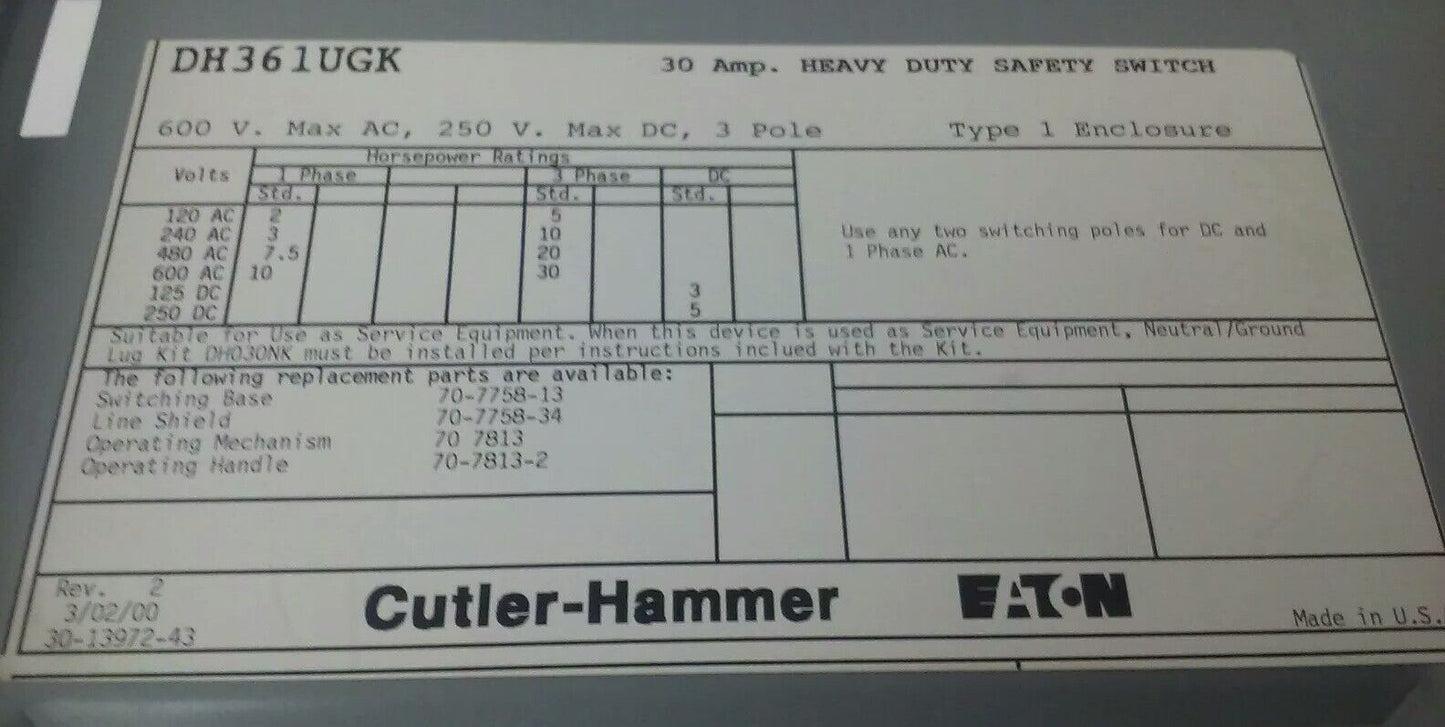 DH361UGK 30 Amp. HEAVY DUTY SAFETY SWITCH
600 V. Max AC, 250 V. Max DC, 3 Pole Type 1 Enclosure
Horsepower Ratings
Volts 1 Phase 3 Phase DC
Std. Std. Std.
120 AC 2 5
240 AC 3 10
480 AC 7.5 20
600 AC 10 30
125 DC 3
250 DC 5
Use any two switching poles for DC and
1 Phase AC.
Suitable for Use as Service Equipment. When this device is used as Service Equipment, Neutral/Ground
Lug Kit DH030NK must be installed per instructions inclued with the Kit.
The following replacement parts are available:
Switching Base 70-7758-13
Line Shield 70-7758-34
Operating Mechanism 70 7813
Operating Handle 70-7813-2
Rev. 2
3/02/00
30-13972-43
Cutler-Hammer EATON
Made in U.S.